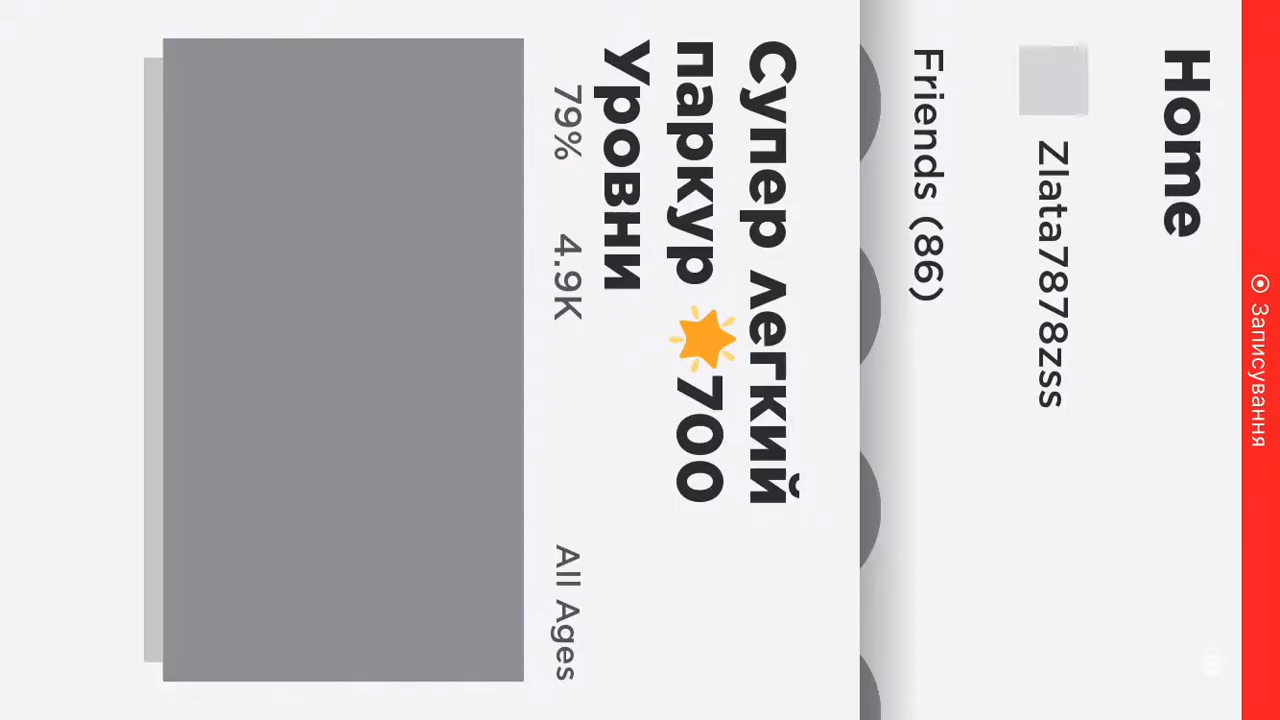 Записування
Home
Zlata7878zss
Friends (86)
Супер легкий
паркур 🌟700
Уровни
79% 4.9K All Ages